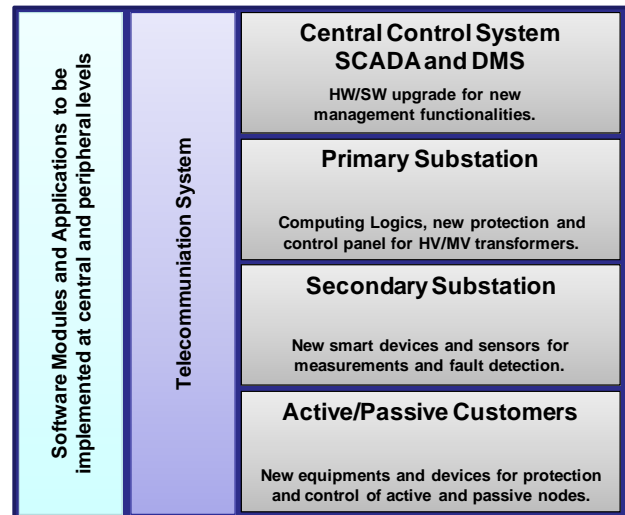 Software Modules and Applications to be
implemented at central and peripheral levels
Telecommuniation System
Central Control System
SCADA and DMS
HW/SW upgrade for new
management functionalities.
Primary Substation
Computing Logics, new protection and
control panel for HV/MV transformers.
Secondary Substation
New smart devices and sensors for
measurements and fault detection.
Active/Passive Customers
New equipments and devices for protection
and control of active and passive nodes.